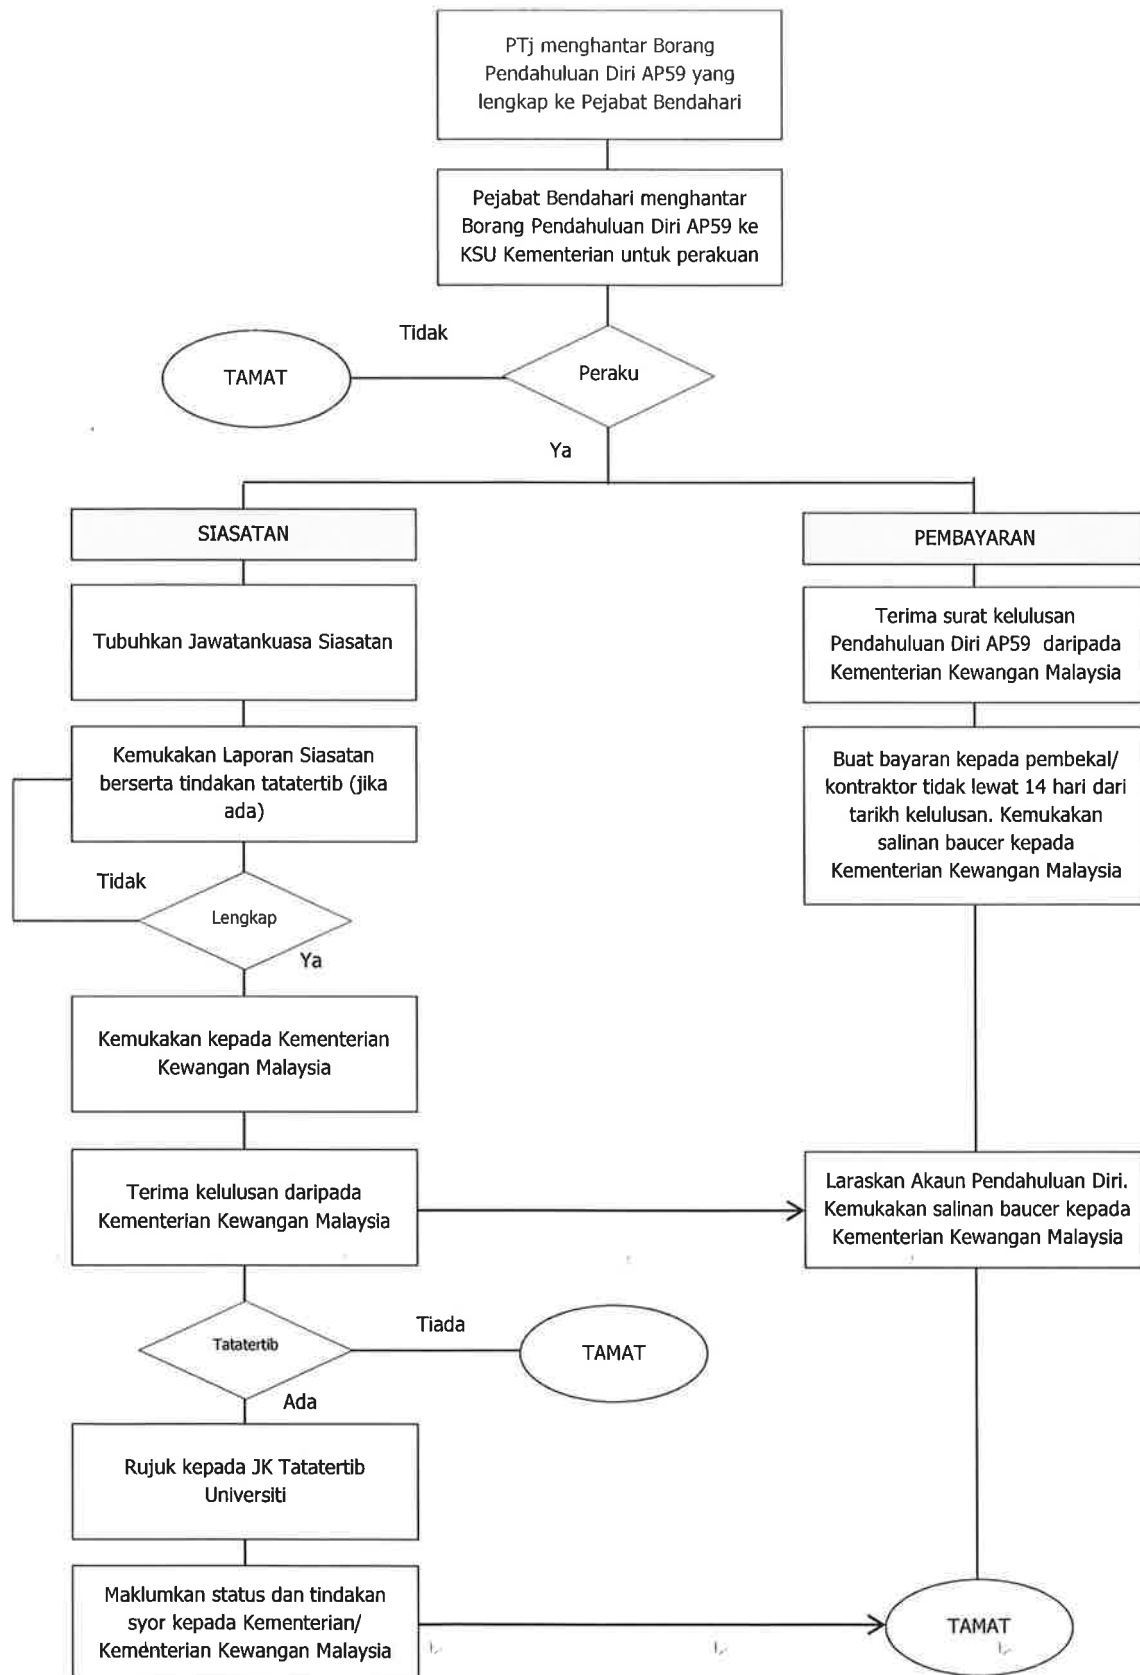 PTj menghantar Borang
Pendahuluan Diri AP59 yang
lengkap ke Pejabat Bendahari
Pejabat Bendahari menghantar
Borang Pendahuluan Diri AP59 ke
KSU Kementerian untuk perakuan
Tidak
TAMAT
Peraku
Ya
SIASATAN
Tubuhkan Jawatankuasa Siasatan
Kemukakan Laporan Siasatan
berserta tindakan tatatertib (jika
ada)
Tidak
Lengkap
Ya
Kemukakan kepada Kementerian
Kewangan Malaysia
Terima kelulusan daripada
Kementerian Kewangan Malaysia
Tatatertib
Tiada
TAMAT
Ada
Rujuk kepada JK Tatatertib
Universiti
Maklumkan status dan tindakan
syor kepada Kementerian/
Kementerian Kewangan Malaysia
PEMBAYARAN
Terima surat kelulusan
Pendahuluan Diri AP59 daripada
Kementerian Kewangan Malaysia
Buat bayaran kepada pembekal/
kontraktor tidak lewat 14 hari dari
tarikh kelulusan. Kemukakan
salinan baucer kepada
Kementerian Kewangan Malaysia
Laraskan Akaun Pendahuluan Diri.
Kemukakan salinan baucer kepada
Kementerian Kewangan Malaysia
TAMAT